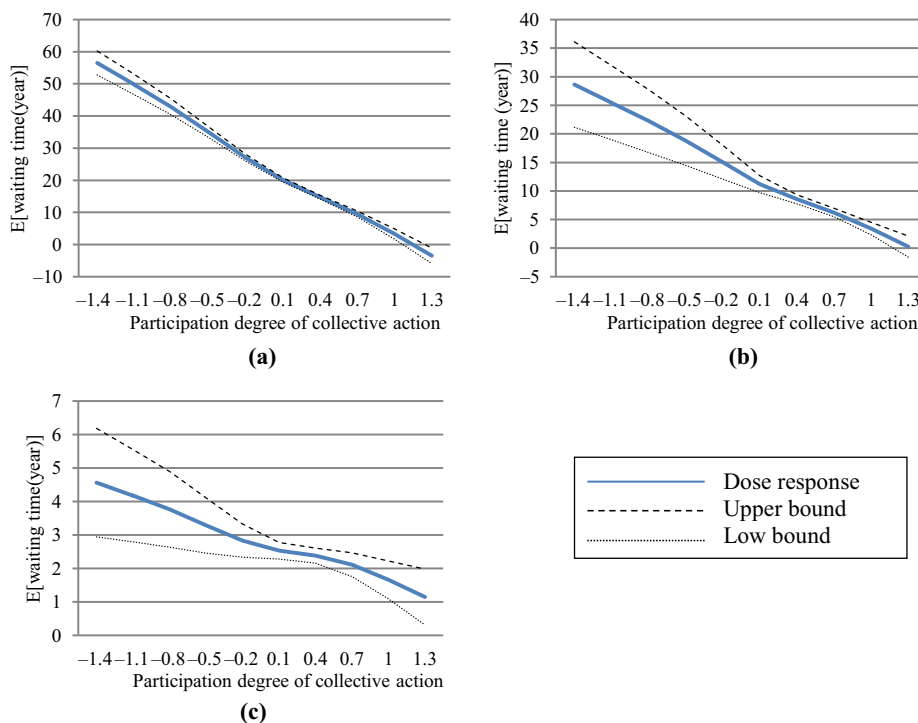 70
60
50
40
30
20
10
0
–10
E[waiting time(year)]
–1.4 –1.1 –0.8 –0.5 –0.2 0.1 0.4 0.7 1 1.3
Participation degree of collective action
(a)
40
35
30
25
20
15
10
5
0
–5
E[waiting time (year)]
–1.4 –1.1 –0.8 –0.5 –0.2 0.1 0.4 0.7 1 1.3
Participation degree of collective action
(b)
7
6
5
4
3
2
1
0
E[waiting time(year)]
–1.4 –1.1 –0.8 –0.5 –0.2 0.1 0.4 0.7 1 1.3
Participation degree of collective action
(c)
Dose response
Upper bound
Low bound